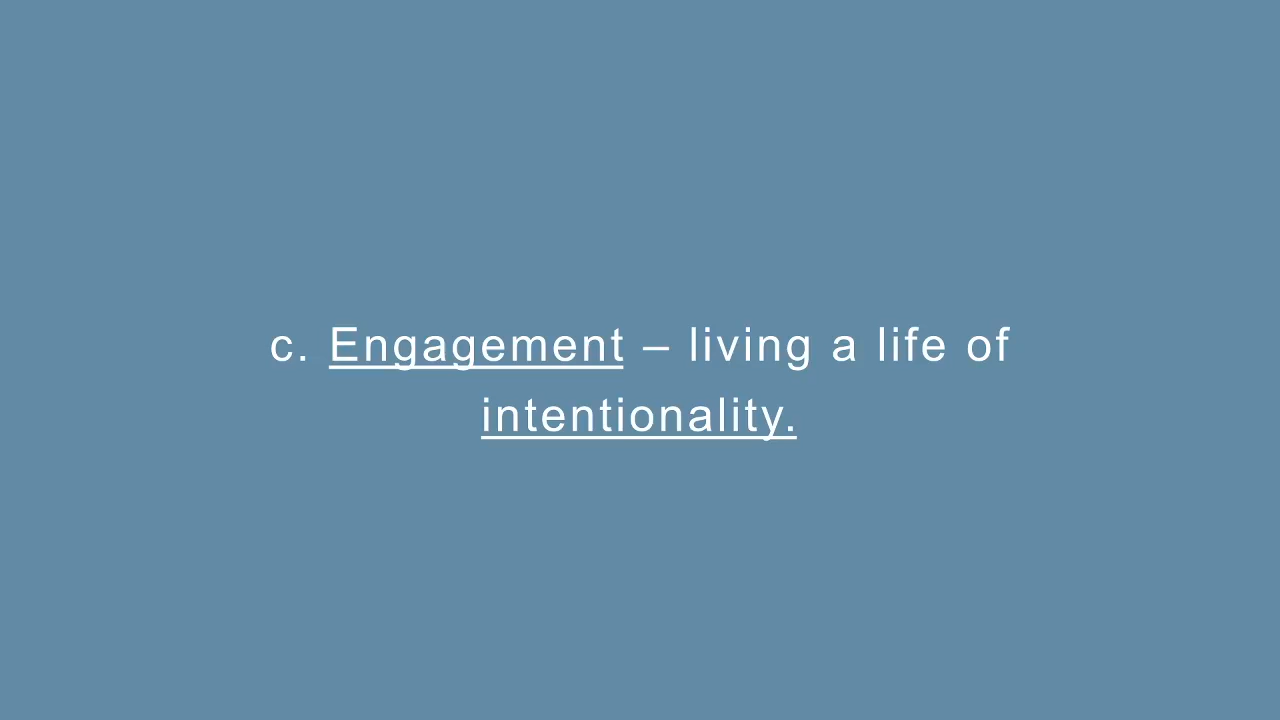 c. Engagement – living a life of
intentionality.